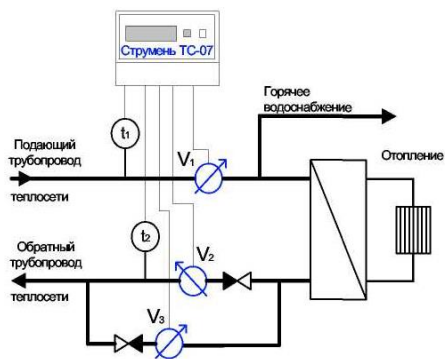 Струмень ТС-07
Горячее
водоснабжение
Подающий
трубопровод
теплосети
t1
V1
Отопление
Обратный
трубопровод
теплосети
t2
V2
V3